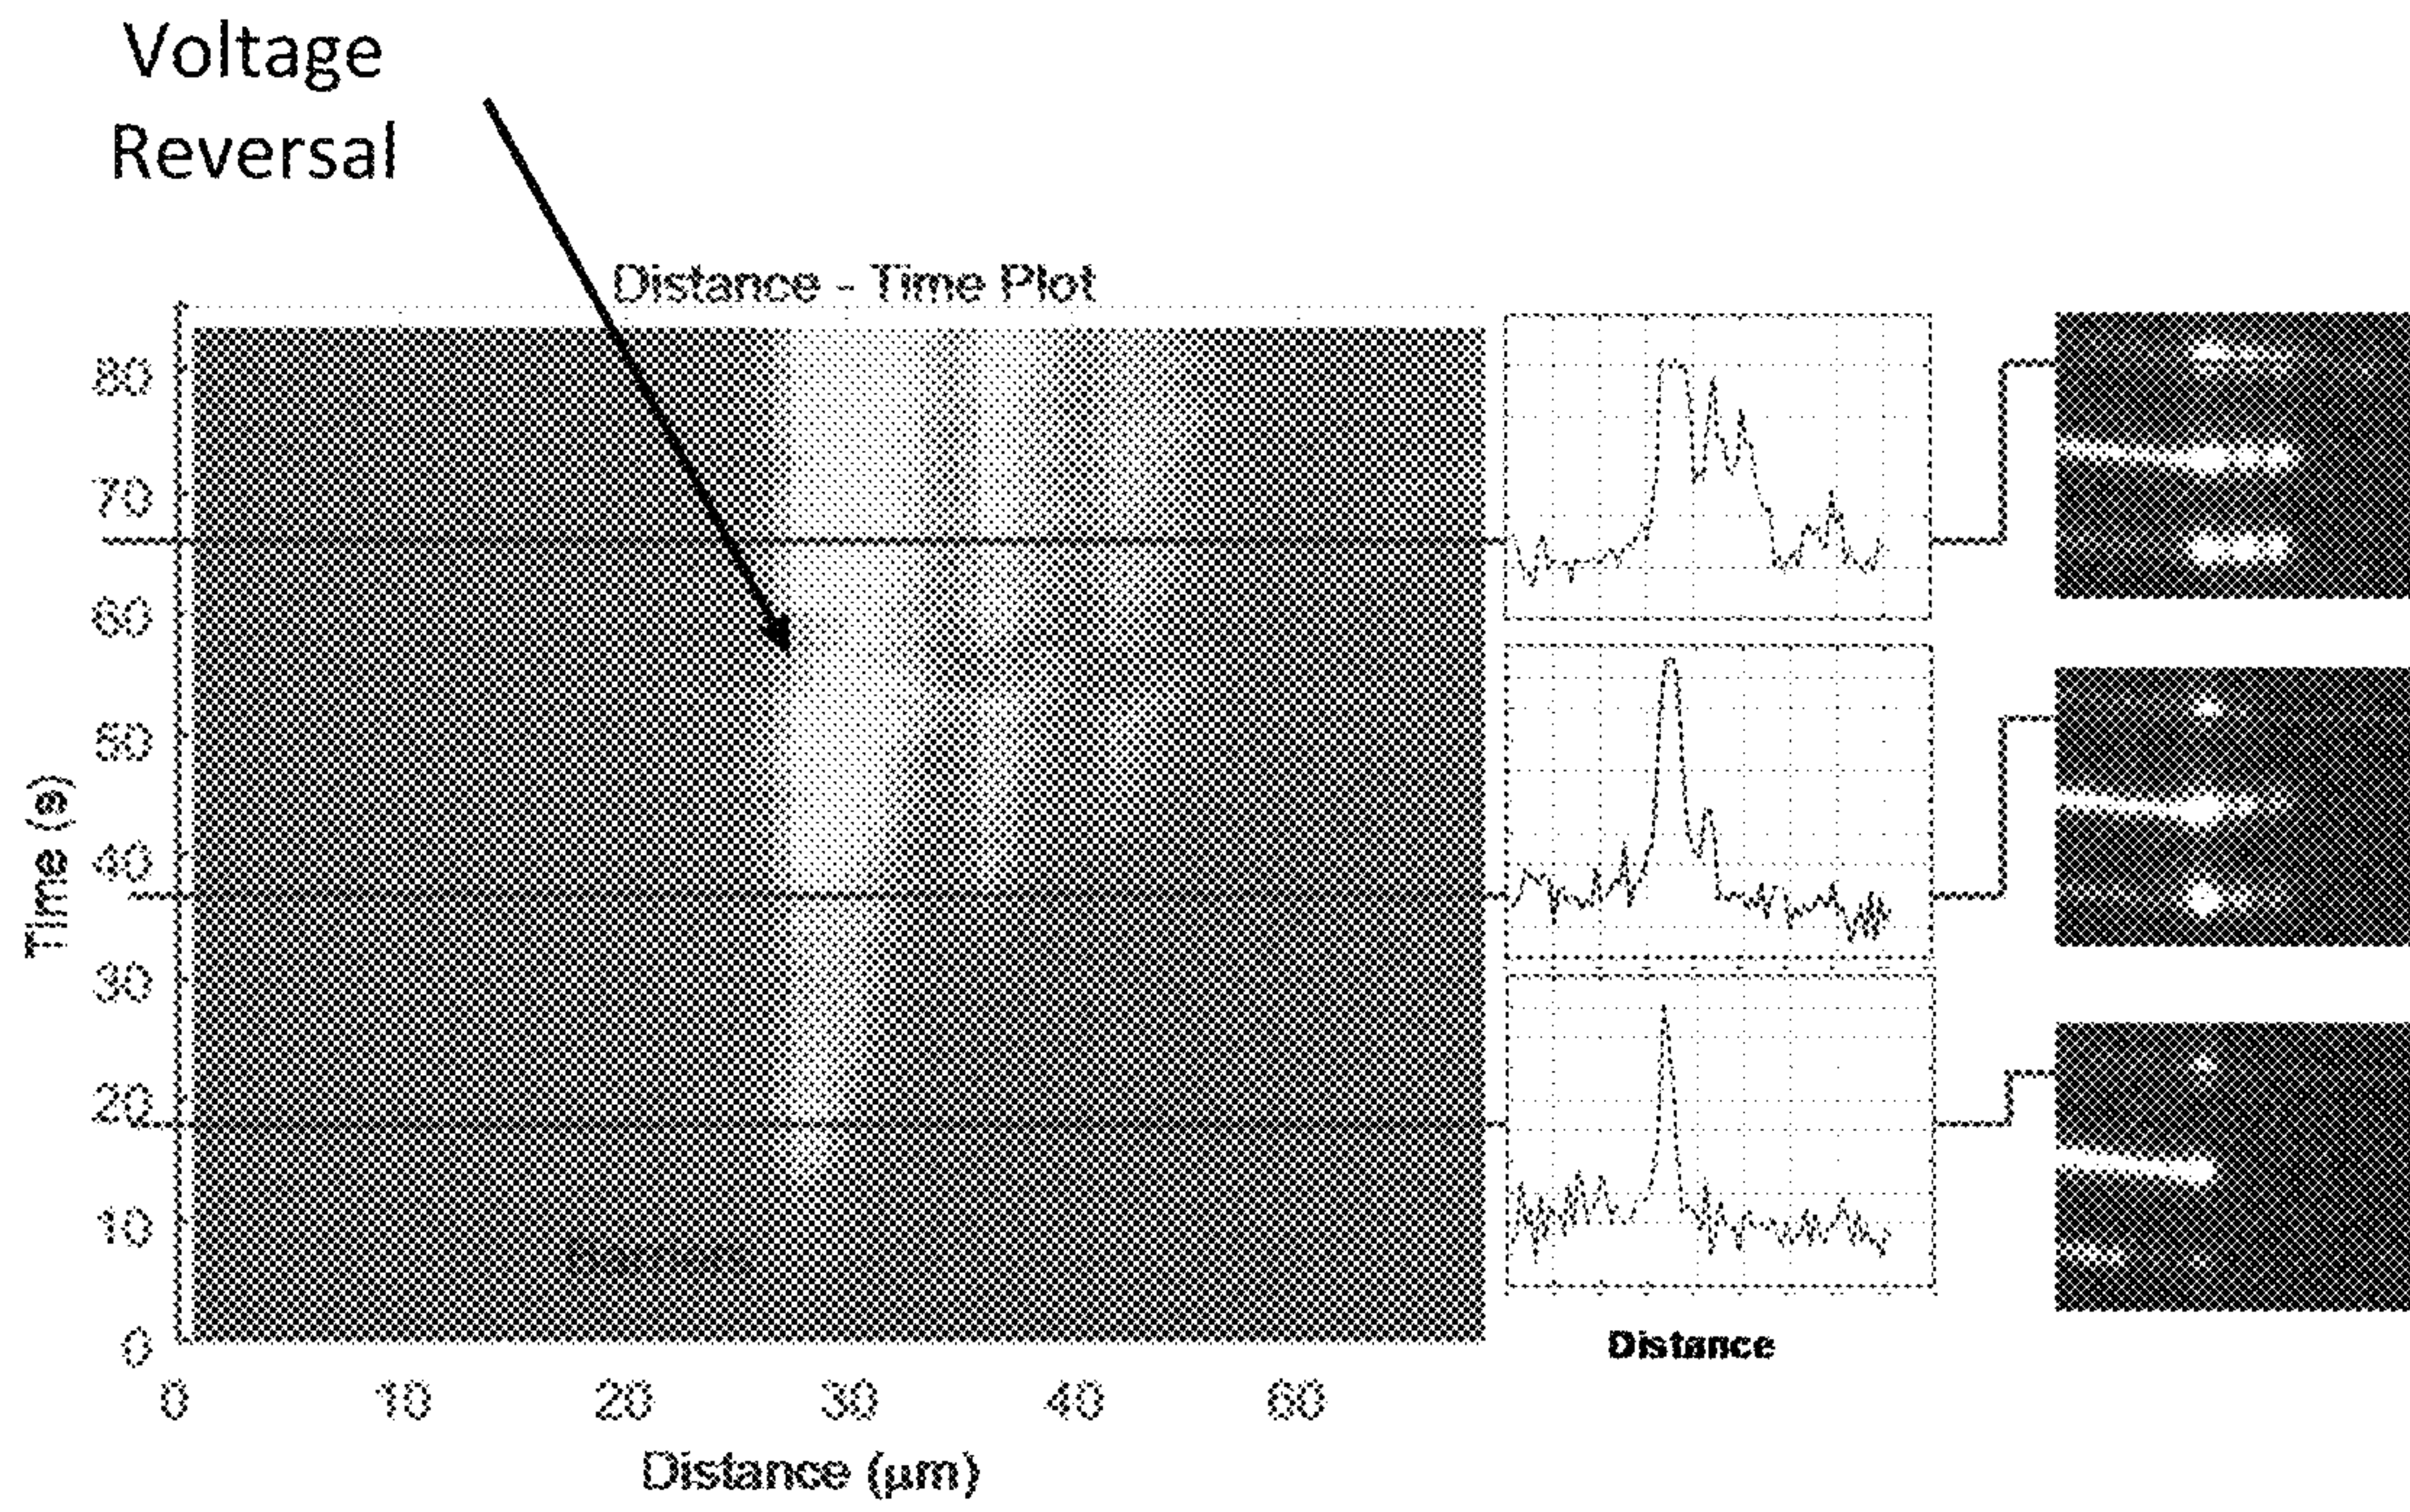 Voltage
Reversal
Distance - Time Plot
80
70
60
50
40
30
20
10
0
Time (s)
0 10 20 30 40 60
Distance (μm)
Distance